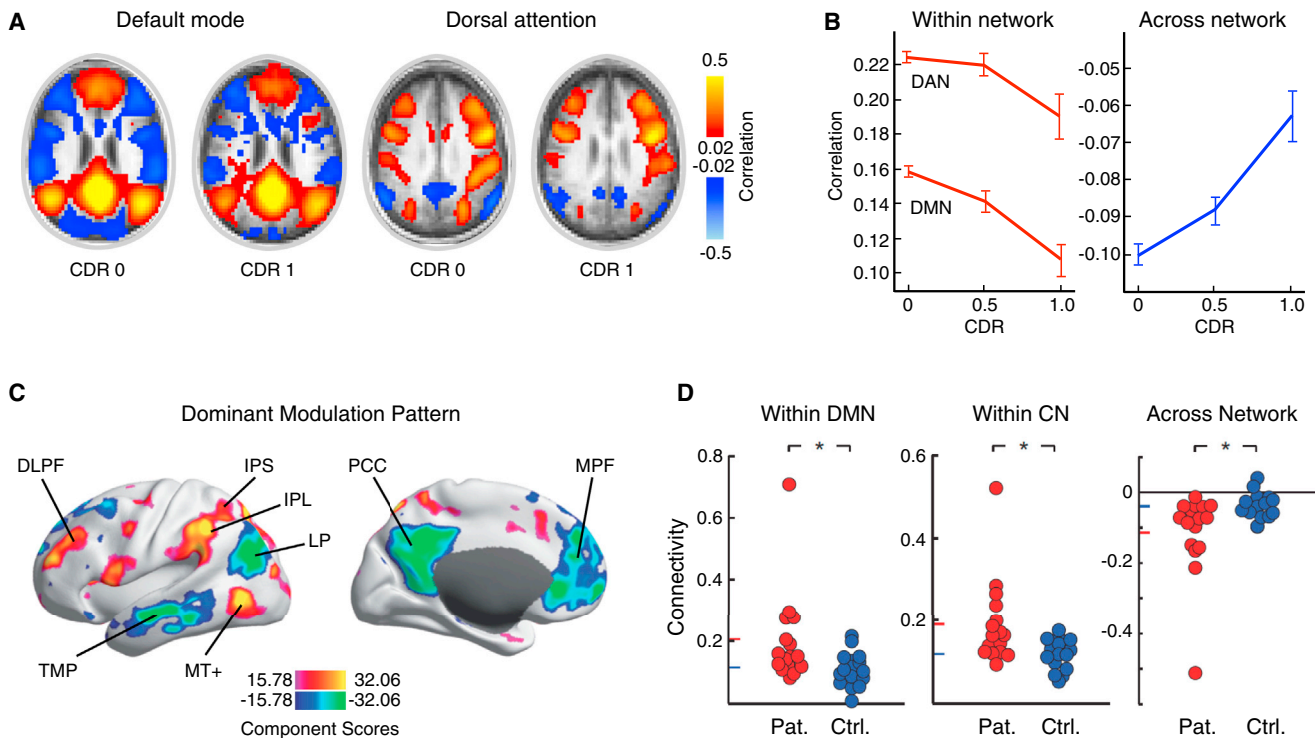 A
Default mode
Dorsal attention
CDR 0
CDR 1
CDR 0
CDR 1
0.5
0.02
-0.02
-0.5
Correlation
B
Within network
Across network
Correlation
0.22
0.20
0.18
0.16
0.14
0.12
0.10
DAN
DMN
0
0.5
1.0
CDR
-0.05
-0.06
-0.07
-0.08
-0.09
-0.10
0
0.5
1.0
CDR
C
Dominant Modulation Pattern
DLPF
IPS
IPL
LP
TMP
MT+
PCC
MPF
15.78 32.06
-15.78 -32.06
Component Scores
D
Within DMN
Within CN
Across Network
*
*
*
Connectivity
0.8
0.6
0.4
0.2
Pat. Ctrl.
0.6
0.4
0.2
Pat. Ctrl.
0
-0.2
-0.4
Pat. Ctrl.